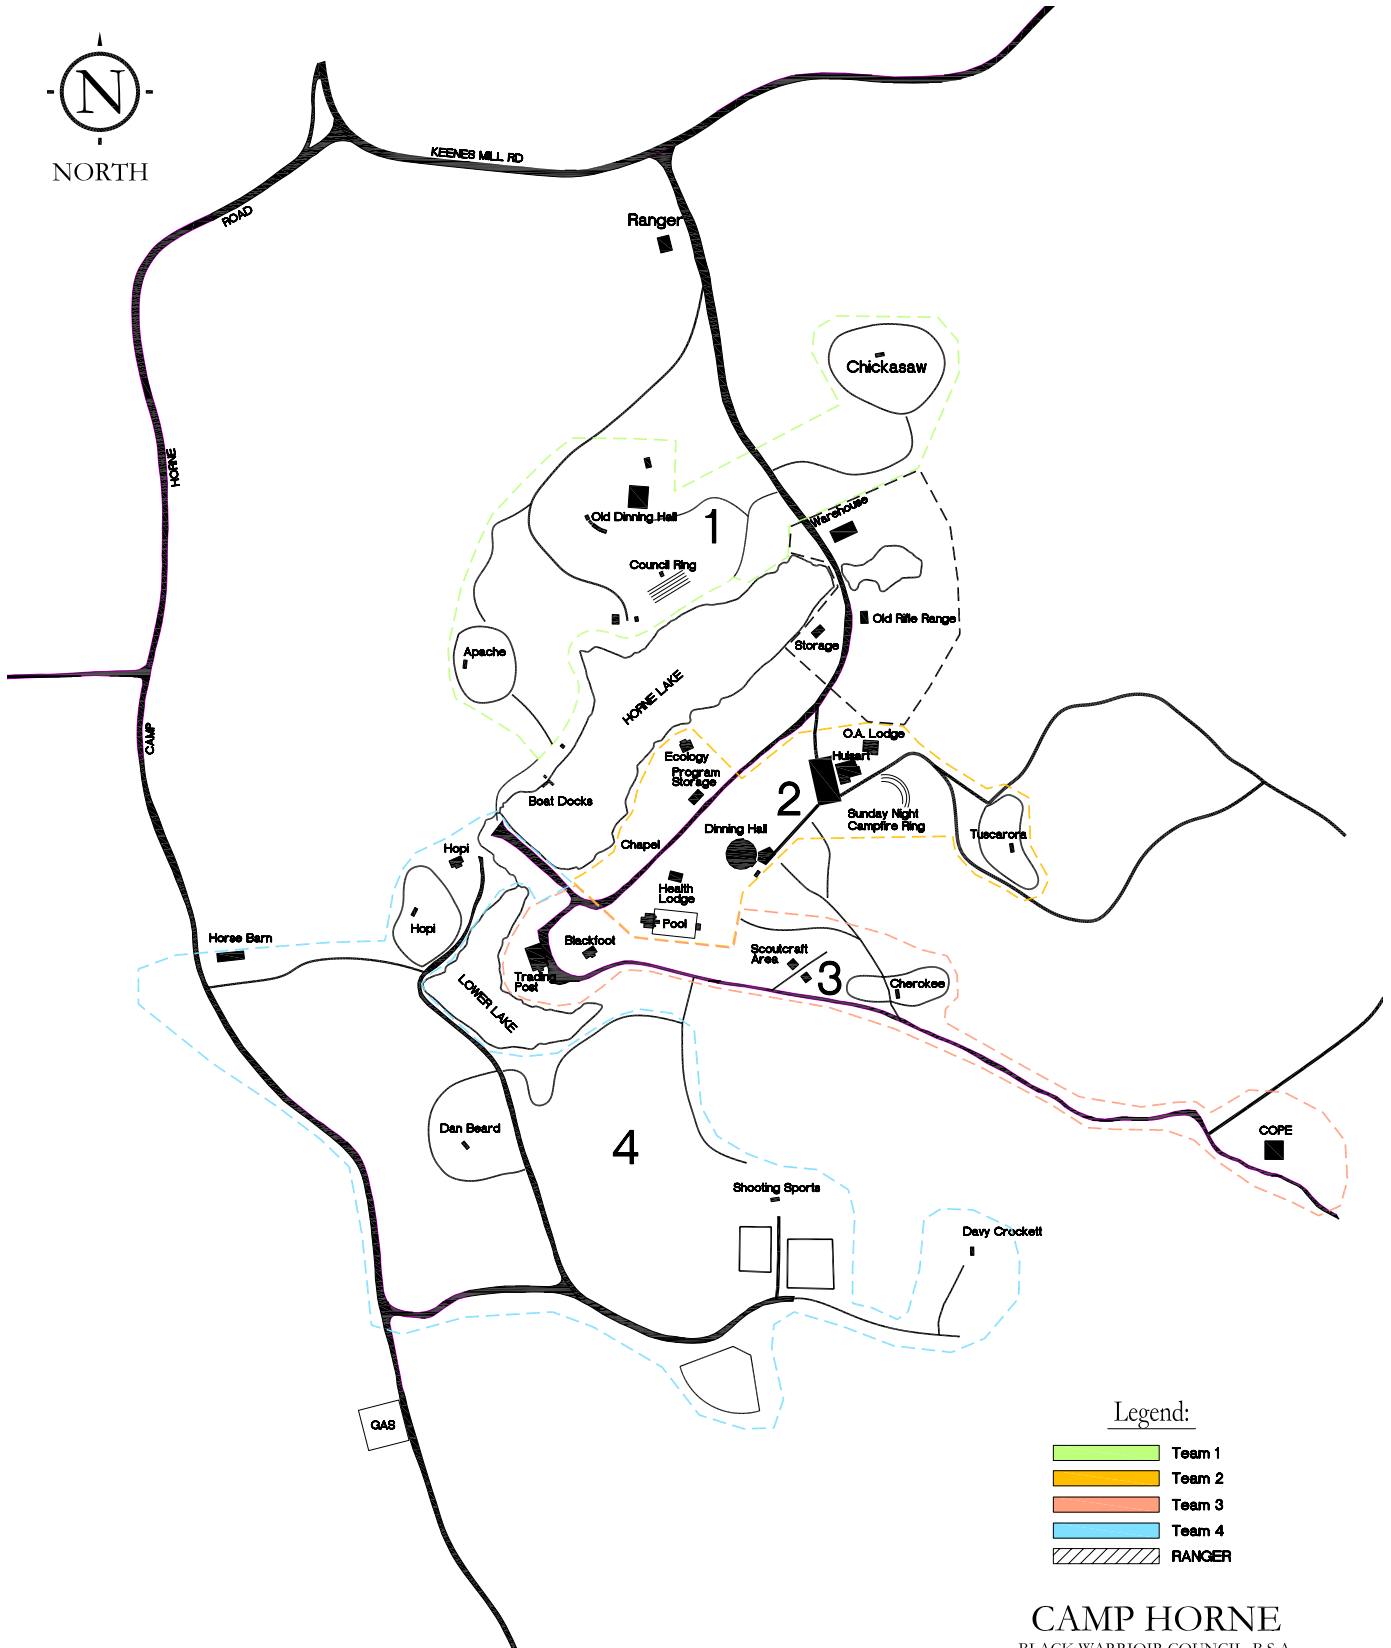 N
NORTH
KEENES MILL RD
ROAD
Ranger
Chickasaw
HORNE
Old Dinning Hall
1
Warehouse
Council Ring
Old Rifle Range
Storage
Apache
HORNE LAKE
CAMP
O.A. Lodge
Ecology
Hulsart
Program
Storage
Boat Docks
2
Sunday Night
Campfire Ring
Dinning Hall
Tuscarora
Chapel
Hopi
Health
Lodge
Pool
Hopi
Horse Barn
Blackfoot
Scoutcraft
Area
3
Trading
Post
Cherokee
LOWER LAKE
Dan Beard
COPE
4
Shooting Sports
Davy Crockett
GAS
Legend:
Team 1
Team 2
Team 3
Team 4
RANGER
CAMP HORNE
BLACK WARRIOIR COUNCIL, B.S.A.